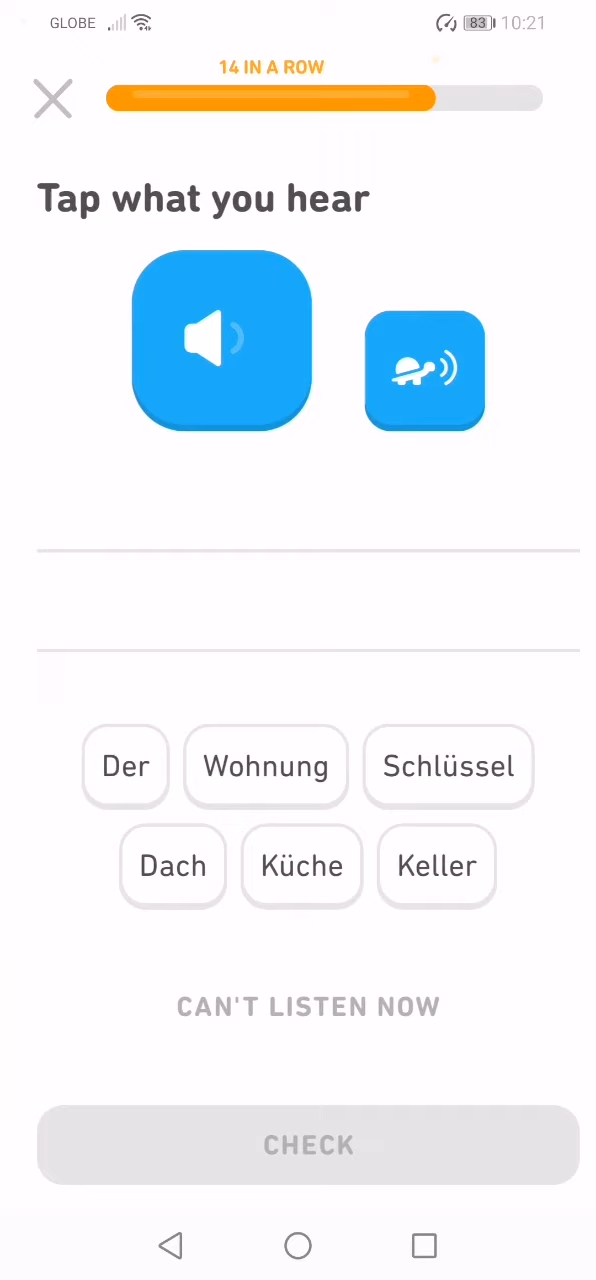 GLOBE 83 10:21
14 IN A ROW
Tap what you hear
Der Wohnung Schlüssel
Dach Küche Keller
CAN'T LISTEN NOW
CHECK